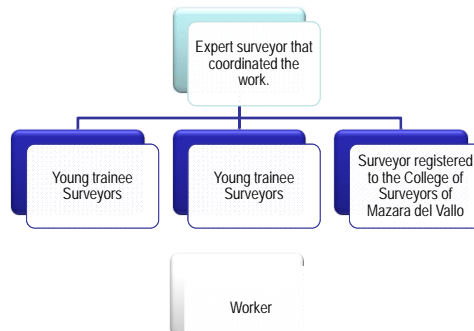 Expert surveyor that
coordinated the
work.
Young trainee
Surveyors
Young trainee
Surveyors
Surveyor registered
to the College of
Surveyors of
Mazara del Vallo
Worker